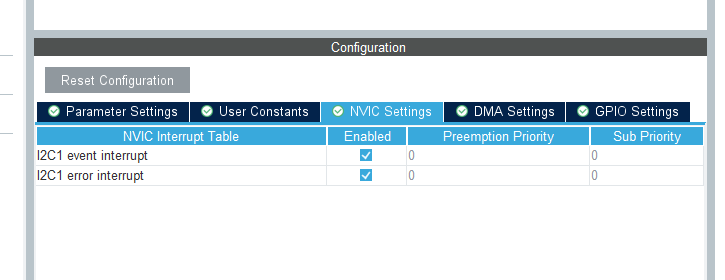 Configuration
Reset Configuration
Parameter Settings User Constants NVIC Settings DMA Settings GPIO Settings
NVIC Interrupt Table Enabled Preemption Priority Sub Priority
I2C1 event interrupt 0 0
I2C1 error interrupt 0 0